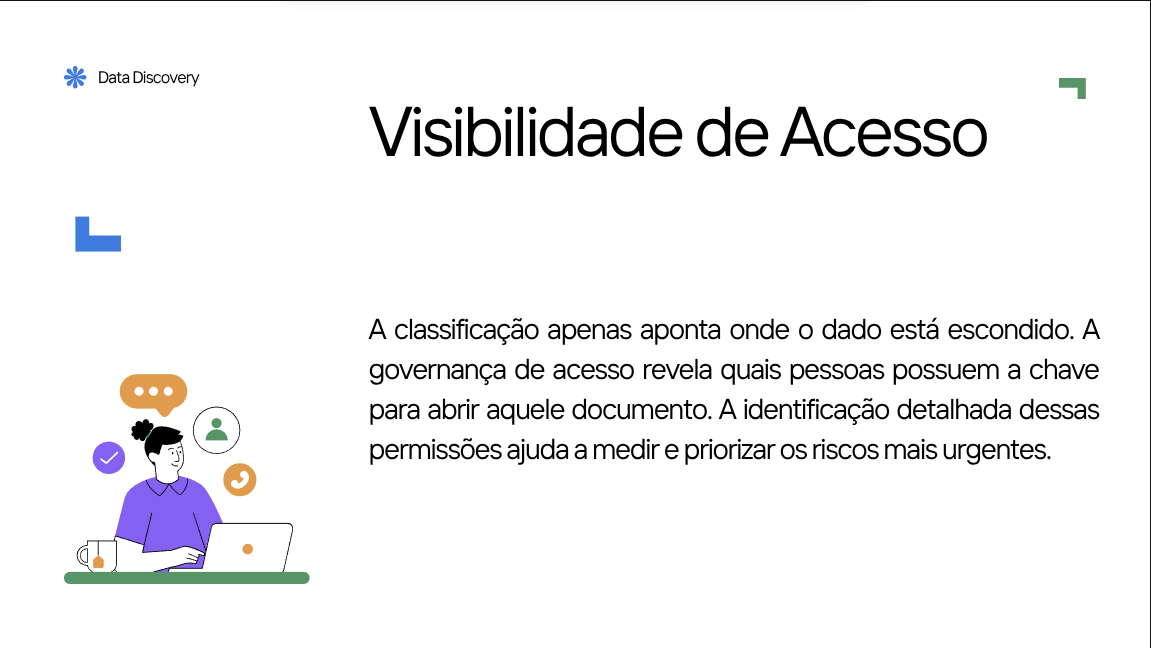 Data Discovery
Visibilidade de Acesso
A classificação apenas aponta onde o dado está escondido. A
governança de acesso revela quais pessoas possuem a chave
para abrir aquele documento. A identificação detalhada dessas
permissões ajuda a medir e priorizar os riscos mais urgentes.